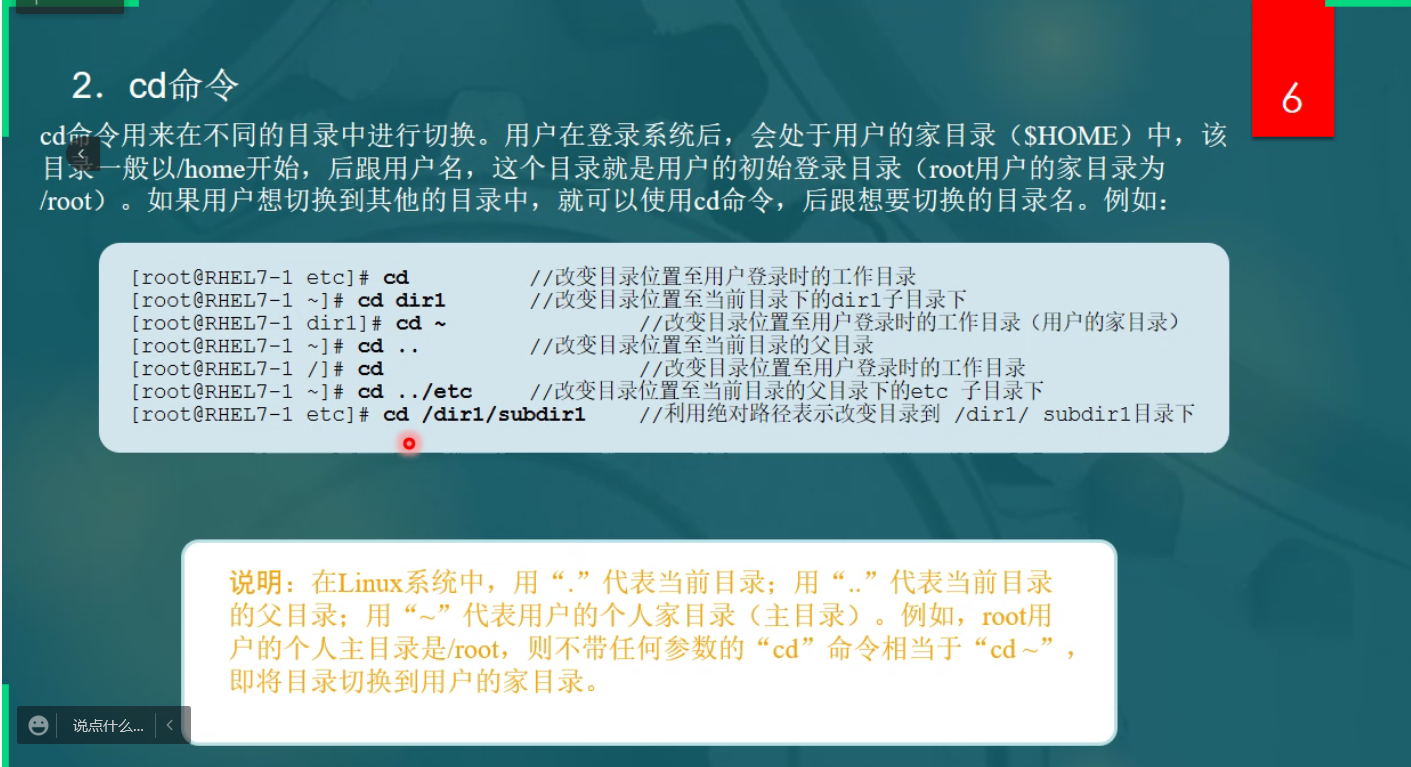 6
2．cd命令
cd命令用来在不同的目录中进行切换。用户在登录系统后，会处于用户的家目录（$HOME）中，该
目录一般以/home开始，后跟用户名，这个目录就是用户的初始登录目录（root用户的家目录为
/root）。如果用户想切换到其他的目录中，就可以使用cd命令，后跟想要切换的目录名。例如：
[root@RHEL7-1 etc]# cd //改变目录位置至用户登录时的工作目录
[root@RHEL7-1 ~]# cd dir1 //改变目录位置至当前目录下的dir1子目录下
[root@RHEL7-1 dir1]# cd ~ //改变目录位置至用户登录时的工作目录（用户的家目录）
[root@RHEL7-1 ~]# cd .. //改变目录位置至当前目录的父目录
[root@RHEL7-1 /]# cd //改变目录位置至用户登录时的工作目录
[root@RHEL7-1 ~]# cd ../etc //改变目录位置至当前目录的父目录下的etc 子目录下
[root@RHEL7-1 etc]# cd /dir1/subdir1 //利用绝对路径表示改变目录到 /dir1/ subdir1目录下
说明：在Linux系统中，用“.”代表当前目录；用“..”代表当前目录
的父目录；用“~”代表用户的个人家目录（主目录）。例如，root用
户的个人主目录是/root，则不带任何参数的“cd”命令相当于“cd ~”，
即将目录切换到用户的家目录。
说点什么...